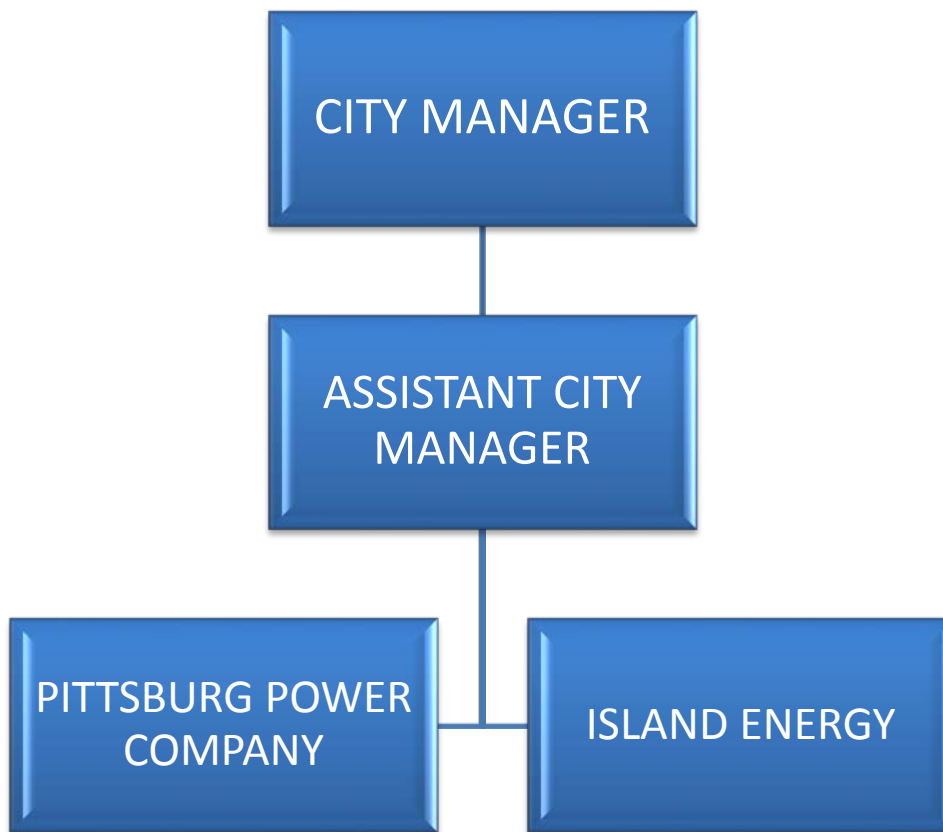 CITY MANAGER
ASSISTANT CITY
MANAGER
PITTSBURG POWER
COMPANY
ISLAND ENERGY